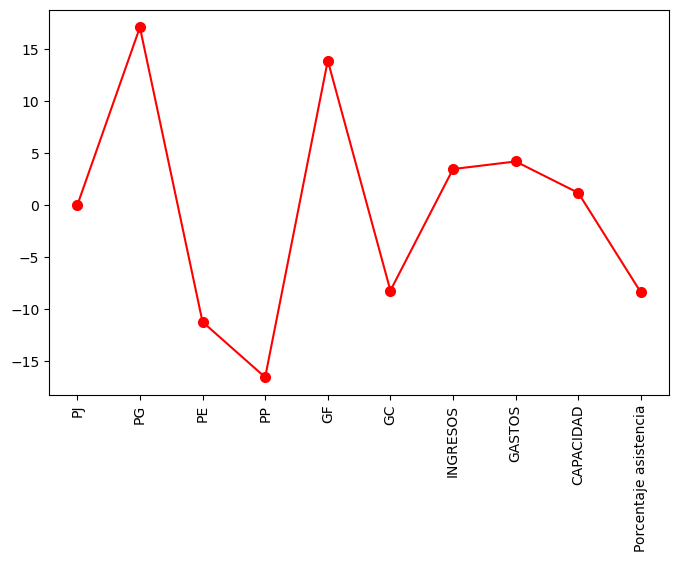 15
10
5
0
−5
−10
−15
PJ
PG
PE
PP
GF
GC
INGRESOS
GASTOS
CAPACIDAD
Porcentaje asistencia